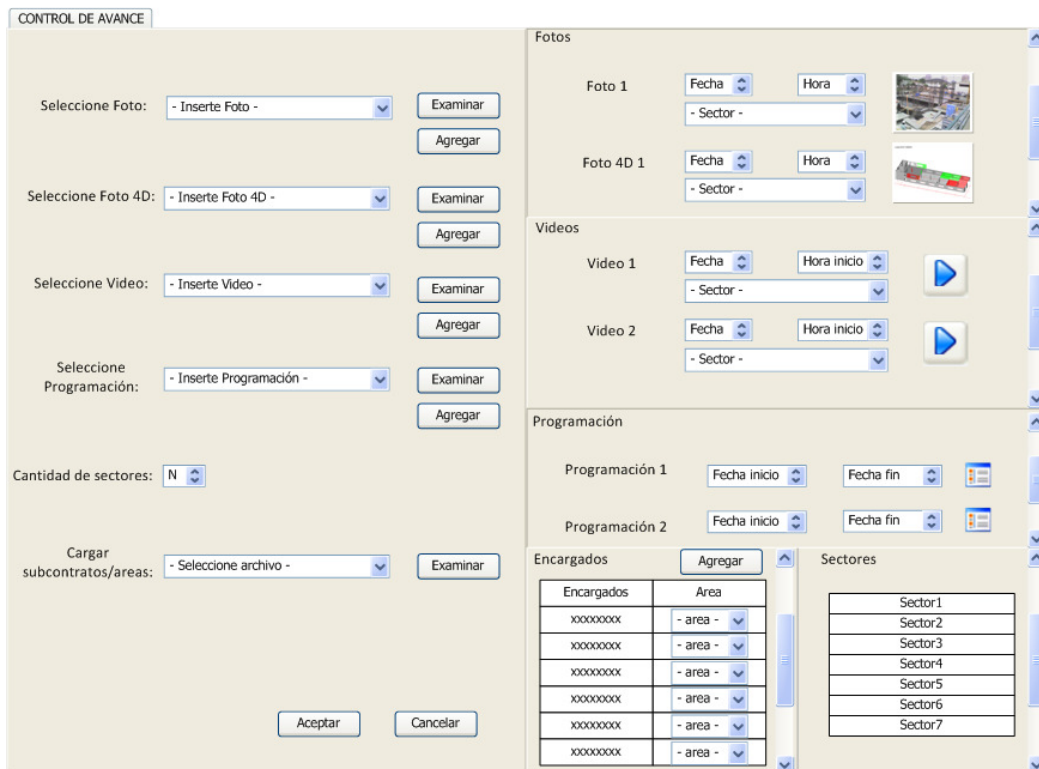 CONTROL DE AVANCE
Seleccione Foto:
- Inserte Foto -
Examinar
Agregar
Seleccione Foto 4D:
- Inserte Foto 4D -
Examinar
Agregar
Seleccione Video:
- Inserte Video -
Examinar
Agregar
Seleccione
Programación:
- Inserte Programación -
Examinar
Agregar
Cantidad de sectores:
N
Cargar
subcontratos/areas:
- Seleccione archivo -
Examinar
Aceptar
Cancelar
Fotos
Foto 1
Fecha
Hora
- Sector -
Foto 4D 1
Fecha
Hora
- Sector -
Videos
Video 1
Fecha
Hora inicio
- Sector -
Video 2
Fecha
Hora inicio
- Sector -
Programación
Programación 1
Fecha inicio
Fecha fin
Programación 2
Fecha inicio
Fecha fin
Encargados
Agregar
Encargados
Area
xxxxxxxx
- area -
xxxxxxxx
- area -
xxxxxxxx
- area -
xxxxxxxx
- area -
xxxxxxxx
- area -
xxxxxxxx
- area -
Sectores
Sector1
Sector2
Sector3
Sector4
Sector5
Sector6
Sector7